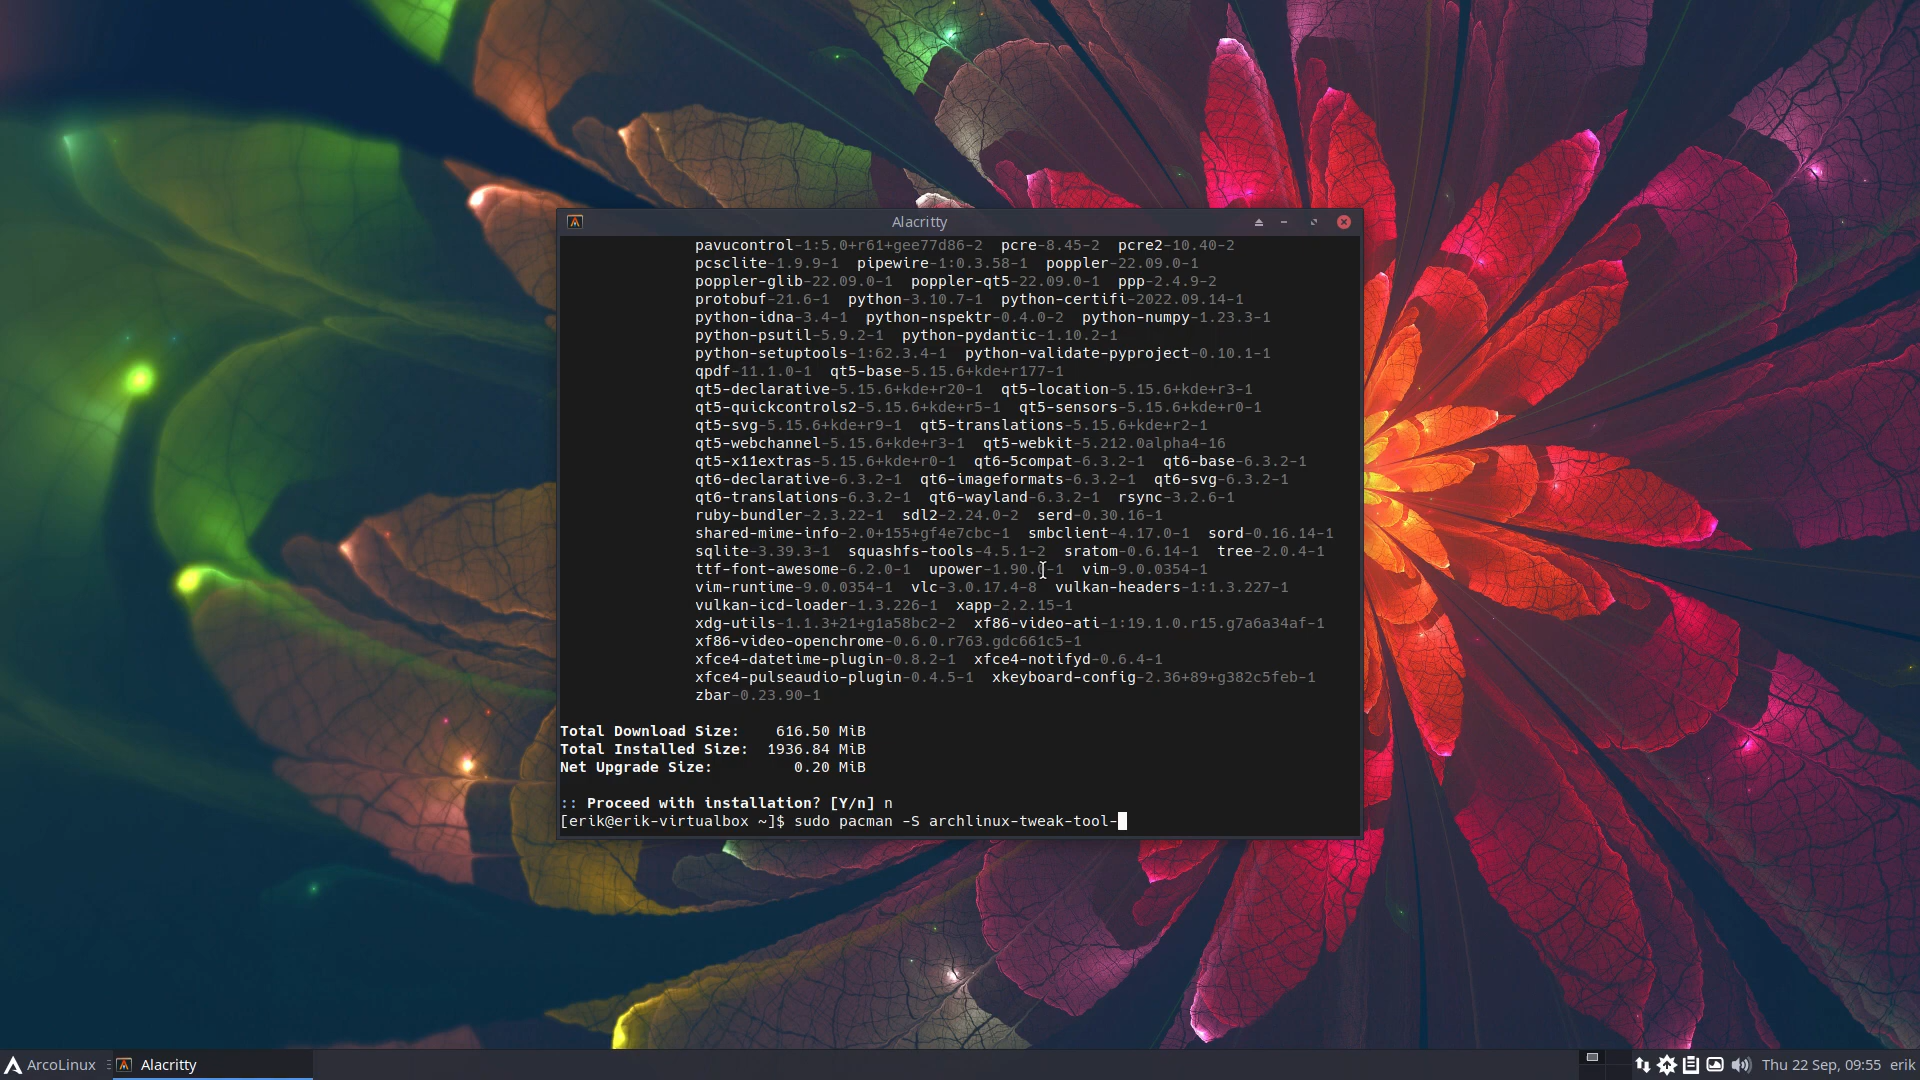 Alacritty
pavucontrol-1:5.0+r61+gee77d86-2  pcre-8.45-2  pcre2-10.40-2
pcsclite-1.9.9-1  pipewire-1:0.3.58-1  poppler-22.09.0-1
poppler-glib-22.09.0-1  poppler-qt5-22.09.0-1  ppp-2.4.9-2
protobuf-21.6-1  python-3.10.7-1  python-certifi-2022.09.14-1
python-idna-3.4-1  python-nspektr-0.4.0-2  python-numpy-1.23.3-1
python-psutil-5.9.2-1  python-pydantic-1.10.2-1
python-setuptools-1:62.3.4-1  python-validate-pyproject-0.10.1-1
qpdf-11.1.0-1  qt5-base-5.15.6+kde+r177-1
qt5-declarative-5.15.6+kde+r20-1  qt5-location-5.15.6+kde+r3-1
qt5-quickcontrols2-5.15.6+kde+r5-1  qt5-sensors-5.15.6+kde+r0-1
qt5-svg-5.15.6+kde+r9-1  qt5-translations-5.15.6+kde+r2-1
qt5-webchannel-5.15.6+kde+r3-1  qt5-webkit-5.212.0alpha4-16
qt5-x11extras-5.15.6+kde+r0-1  qt6-5compat-6.3.2-1  qt6-base-6.3.2-1
qt6-declarative-6.3.2-1  qt6-imageformats-6.3.2-1  qt6-svg-6.3.2-1
qt6-translations-6.3.2-1  qt6-wayland-6.3.2-1  rsync-3.2.6-1
ruby-bundler-2.3.22-1  sdl2-2.24.0-2  serd-0.30.16-1
shared-mime-info-2.0+155+gf4e7cbc-1  smbclient-4.17.0-1  sord-0.16.14-1
sqlite-3.39.3-1  squashfs-tools-4.5.1-2  sratom-0.6.14-1  tree-2.0.4-1
ttf-font-awesome-6.2.0-1  vim-9.0.0354-1
vim-runtime-9.0.0354-1  vlc-3.0.17.4-8  vulkan-headers-1:1.3.227-1
vulkan-icd-loader-1.3.226-1  xapp-2.2.15-1
xdg-utils-1.1.3+21+g1a58bc2-2  xf86-video-ati-1:19.1.0.r15.g7a6a34af-1
xf86-video-openchrome-0.6.0.r763.gdc661c5-1
xfce4-datetime-plugin-0.8.2-1  xfce4-notifyd-0.6.4-1
xfce4-pulseaudio-plugin-0.4.5-1  xkeyboard-config-2.36+89+g382c5feb-1
zbar-0.23.90-1
Total Download Size:    616.50 MiB
Total Installed Size:  1936.84 MiB
Net Upgrade Size:         0.20 MiB
:: Proceed with installation? [Y/n] n
[erik@erik-virtualbox ~]$ sudo pacman -S archlinux-tweak-tool-
ArcoLinux  Alacritty  Thu 22 Sep, 09:55  erik